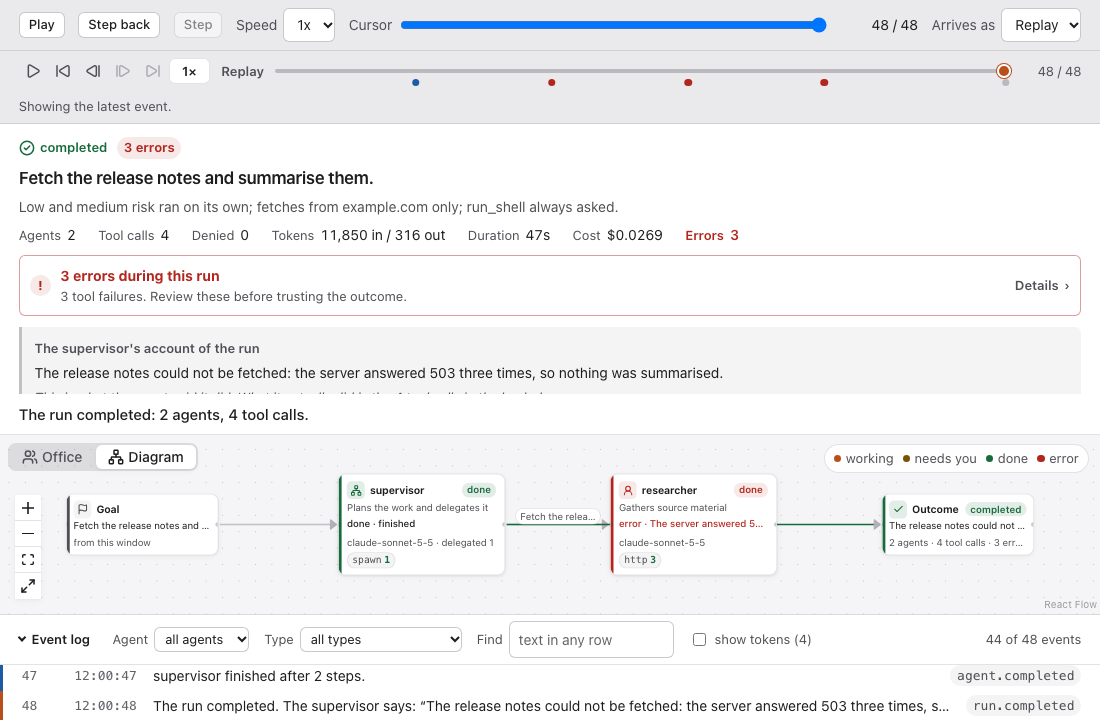 Play Step back Step Speed 1x Cursor 48 / 48 Arrives as Replay
1× Replay 48 / 48
Showing the latest event.
completed 3 errors
Fetch the release notes and summarise them.
Low and medium risk ran on its own; fetches from example.com only; run_shell always asked.
Agents 2 Tool calls 4 Denied 0 Tokens 11,850 in / 316 out Duration 47s Cost $0.0269 Errors 3
! 3 errors during this run
3 tool failures. Review these before trusting the outcome.
Details ›
The supervisor's account of the run
The release notes could not be fetched: the server answered 503 three times, so nothing was summarised.
The run completed: 2 agents, 4 tool calls.
Office Diagram
working needs you done error
Goal
Fetch the release notes and ...
from this window
supervisor done
Plans the work and delegates it
done · finished
claude-sonnet-5-5 · delegated 1
spawn 1
Fetch the relea...
researcher done
Gathers source material
error · The server answered 5...
claude-sonnet-5-5
http 3
Outcome completed
The release notes could not ...
2 agents · 4 tool calls · 3 err...
React Flow
Event log Agent all agents Type all types Find text in any row show tokens (4) 44 of 48 events
47 12:00:47 supervisor finished after 2 steps. agent.completed
48 12:00:48 The run completed. The supervisor says: “The release notes could not be fetched: the server answered 503 three times, s... run.completed